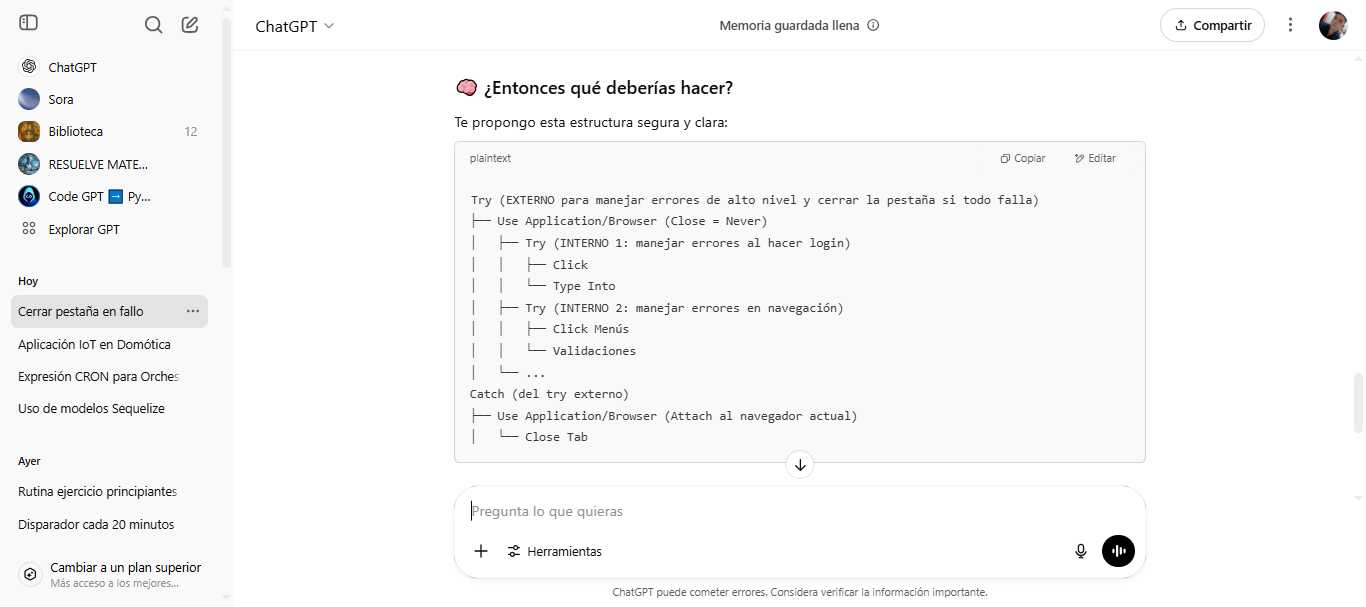 ChatGPT
Sora
Biblioteca 12
RESUELVE MATE...
Code GPT ➡️ Py...
Explorar GPT
Hoy
Cerrar pestaña en fallo ...
Aplicación IoT en Domótica
Expresión CRON para Orches
Uso de modelos Sequelize
Ayer
Rutina ejercicio principiantes
Disparador cada 20 minutos
Cambiar a un plan superior
Más acceso a los mejores...
ChatGPT
Memoria guardada llena
Compartir
🧠 ¿Entonces qué deberías hacer?
Te propongo esta estructura segura y clara:
plaintext Copiar Editar
Try (EXTERNO para manejar errores de alto nivel y cerrar la pestaña si todo falla)
├── Use Application/Browser (Close = Never)
│   ├── Try (INTERNO 1: manejar errores al hacer login)
│   │   ├── Click
│   │   └── Type Into
│   ├── Try (INTERNO 2: manejar errores en navegación)
│   │   ├── Click Menús
│   │   └── Validaciones
│   └── ...
Catch (del try externo)
├── Use Application/Browser (Attach al navegador actual)
│   └── Close Tab
Pregunta lo que quieras
Herramientas
ChatGPT puede cometer errores. Considera verificar la información importante.